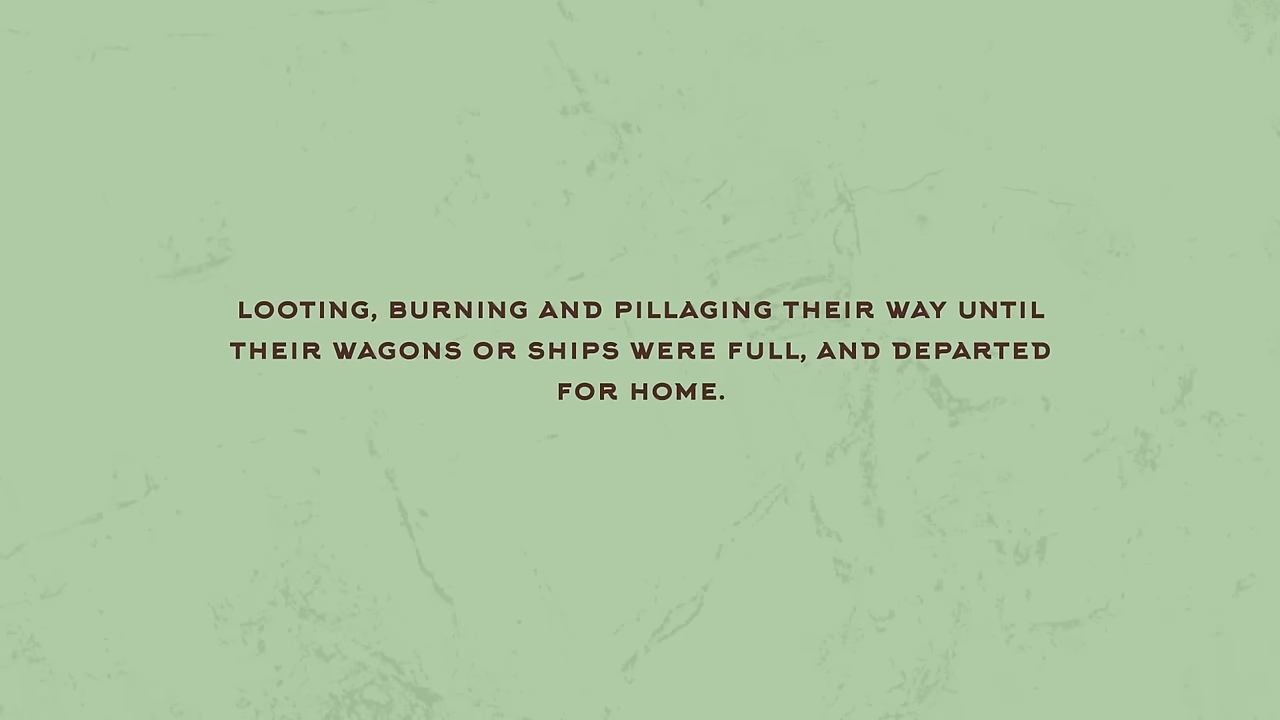 LOOTING, BURNING AND PILLAGING THEIR WAY UNTIL
THEIR WAGONS OR SHIPS WERE FULL, AND DEPARTED
FOR HOME.